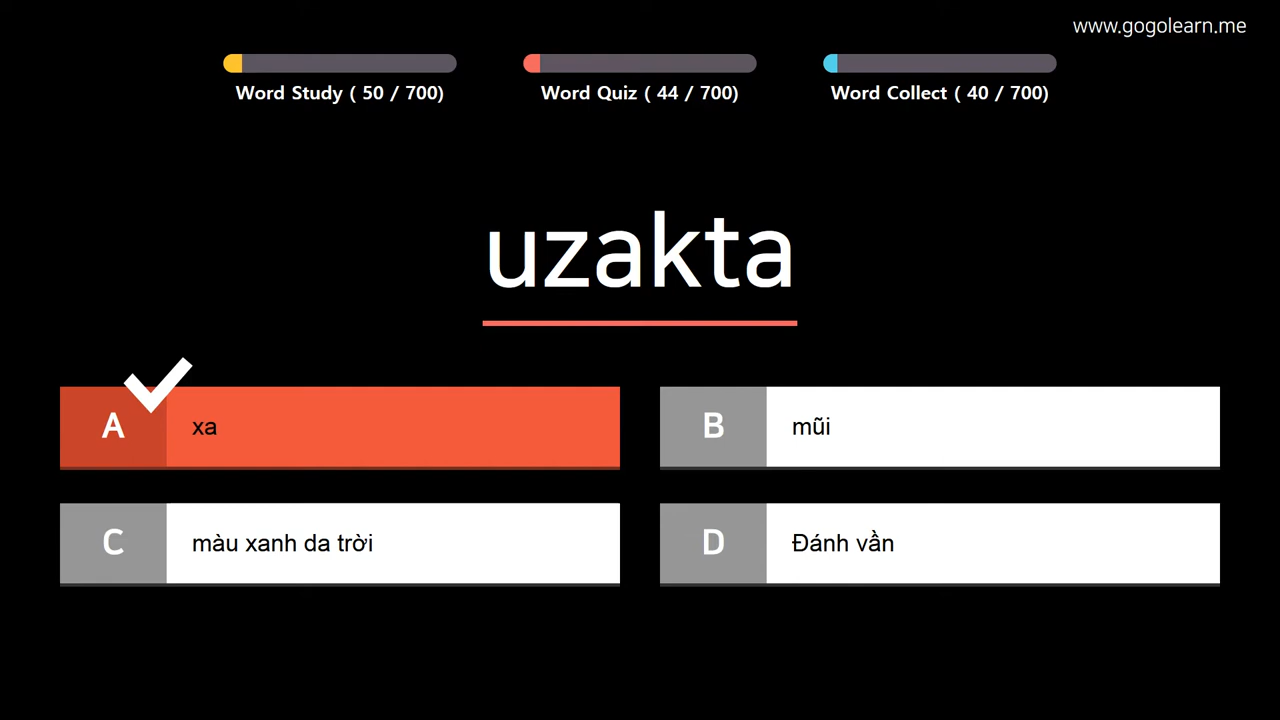 www.gogolearn.me
Word Study ( 50 / 700)
Word Quiz ( 44 / 700)
Word Collect ( 40 / 700)
uzakta
A xa
B mũi
C màu xanh da trời
D Đánh vần